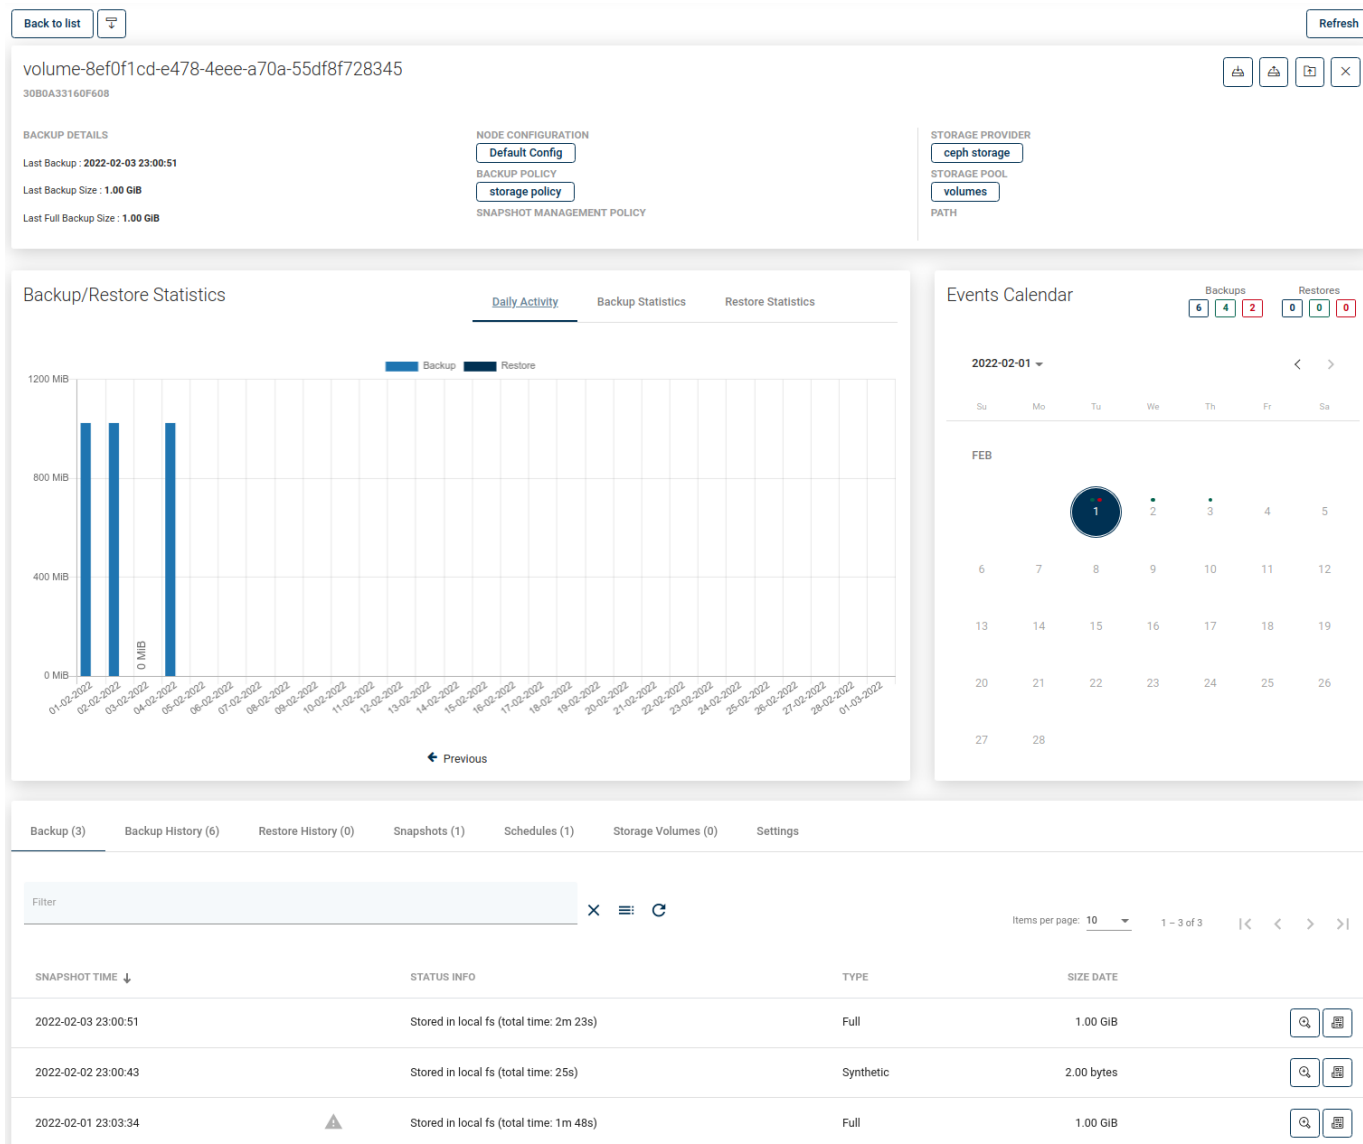 Back to list
Refresh
volume-8ef0f1cd-e478-4eee-a70a-55df8f728345
30B0A33160F608
BACKUP DETAILS
Last Backup : 2022-02-03 23:00:51
Last Backup Size : 1.00 GiB
Last Full Backup Size : 1.00 GiB
NODE CONFIGURATION
Default Config
BACKUP POLICY
storage policy
SNAPSHOT MANAGEMENT POLICY
STORAGE PROVIDER
ceph storage
STORAGE POOL
volumes
PATH
Backup/Restore Statistics
Daily Activity Backup Statistics Restore Statistics
Backup Restore
1200 MiB
800 MiB
400 MiB
0 MiB
0 MiB
01-02-2022 02-02-2022 03-02-2022 04-02-2022 05-02-2022 06-02-2022 07-02-2022 08-02-2022 09-02-2022 10-02-2022 11-02-2022 12-02-2022 13-02-2022 14-02-2022 15-02-2022 16-02-2022 17-02-2022 18-02-2022 19-02-2022 20-02-2022 21-02-2022 22-02-2022 23-02-2022 24-02-2022 25-02-2022 26-02-2022 27-02-2022 28-02-2022 01-03-2022
Previous
Events Calendar
Backups Restores
6 4 2 0 0 0
2022-02-01
Su Mo Tu We Th Fr Sa
FEB
1 2 3 4 5
6 7 8 9 10 11 12
13 14 15 16 17 18 19
20 21 22 23 24 25 26
27 28
Backup (3) Backup History (6) Restore History (0) Snapshots (1) Schedules (1) Storage Volumes (0) Settings
Filter
Items per page: 10 1 – 3 of 3
SNAPSHOT TIME STATUS INFO TYPE SIZE DATE
2022-02-03 23:00:51 Stored in local fs (total time: 2m 23s) Full 1.00 GiB
2022-02-02 23:00:43 Stored in local fs (total time: 25s) Synthetic 2.00 bytes
2022-02-01 23:03:34 Stored in local fs (total time: 1m 48s) Full 1.00 GiB